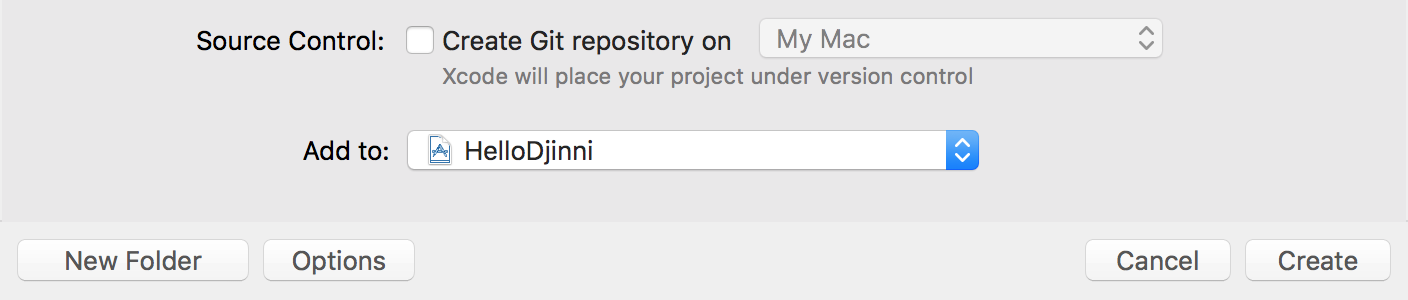 Source Control: Create Git repository on My Mac
Xcode will place your project under version control
Add to: HelloDjinni
New Folder Options Cancel Create